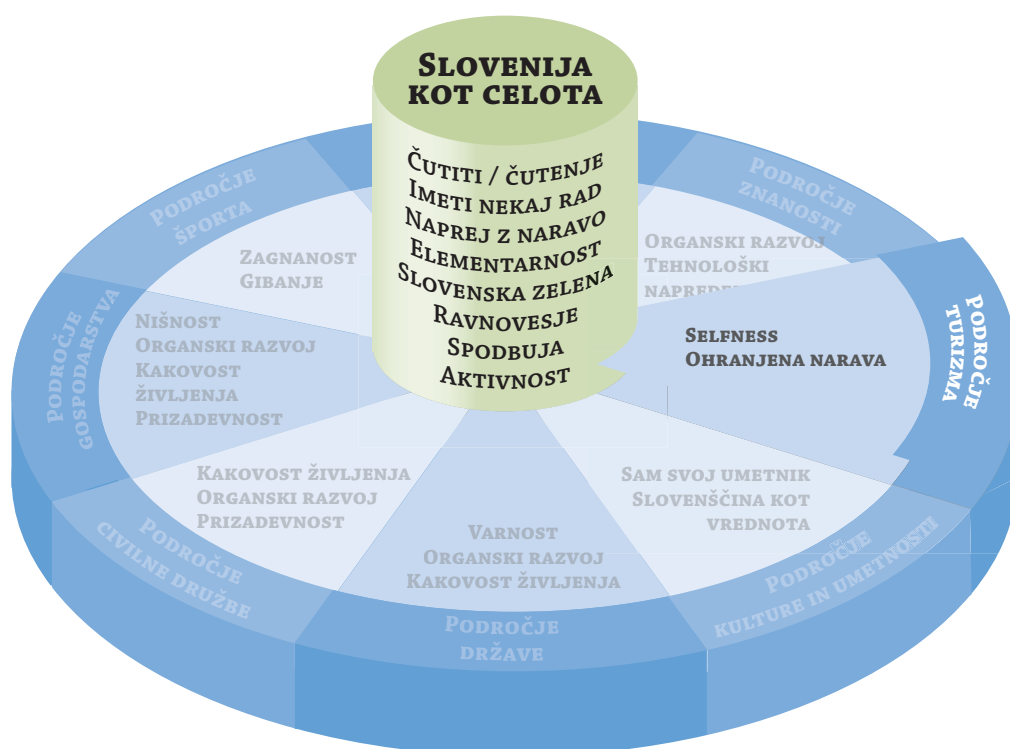 SLOVENIJA
KOT CELOTA
ČUTITI / ČUTENJE
IMETI NEKAJ RAD
NAPREJ Z NARAVO
ELEMENTARNOST
SLOVENSKA ZELENA
RAVNOVESJE
SPODBUJA
AKTIVNOST
PODROČJE
ŠPORTA
ZAGNANOST
GIBANJE
PODROČJE
ZNANOSTI
ORGANSKI RAZVOJ
TEHNOLOŠKI
PODROČJE
TURIZMA
SELFNESS
OHRANJENA NARAVA
PODROČJE
GOSPODARSTVA
NIŠNOST
ORGANSKI RAZVOJ
KAKOVOST
ŽIVLJENJA
PRIZADEVNOST
PODROČJE
CIVILNE DRUŽBE
KAKOVOST ŽIVLJENJA
ORGANSKI RAZVOJ
PRIZADEVNOST
VARNOST
ORGANSKI RAZVOJ
KAKOVOST ŽIVLJENJA
PODROČJE
DRŽAVE
SAM SVOJ UMETNIK
SLOVENŠČINA KOT
VREDNOTA
PODROČJE
KULTURE IN UMETNOSTI